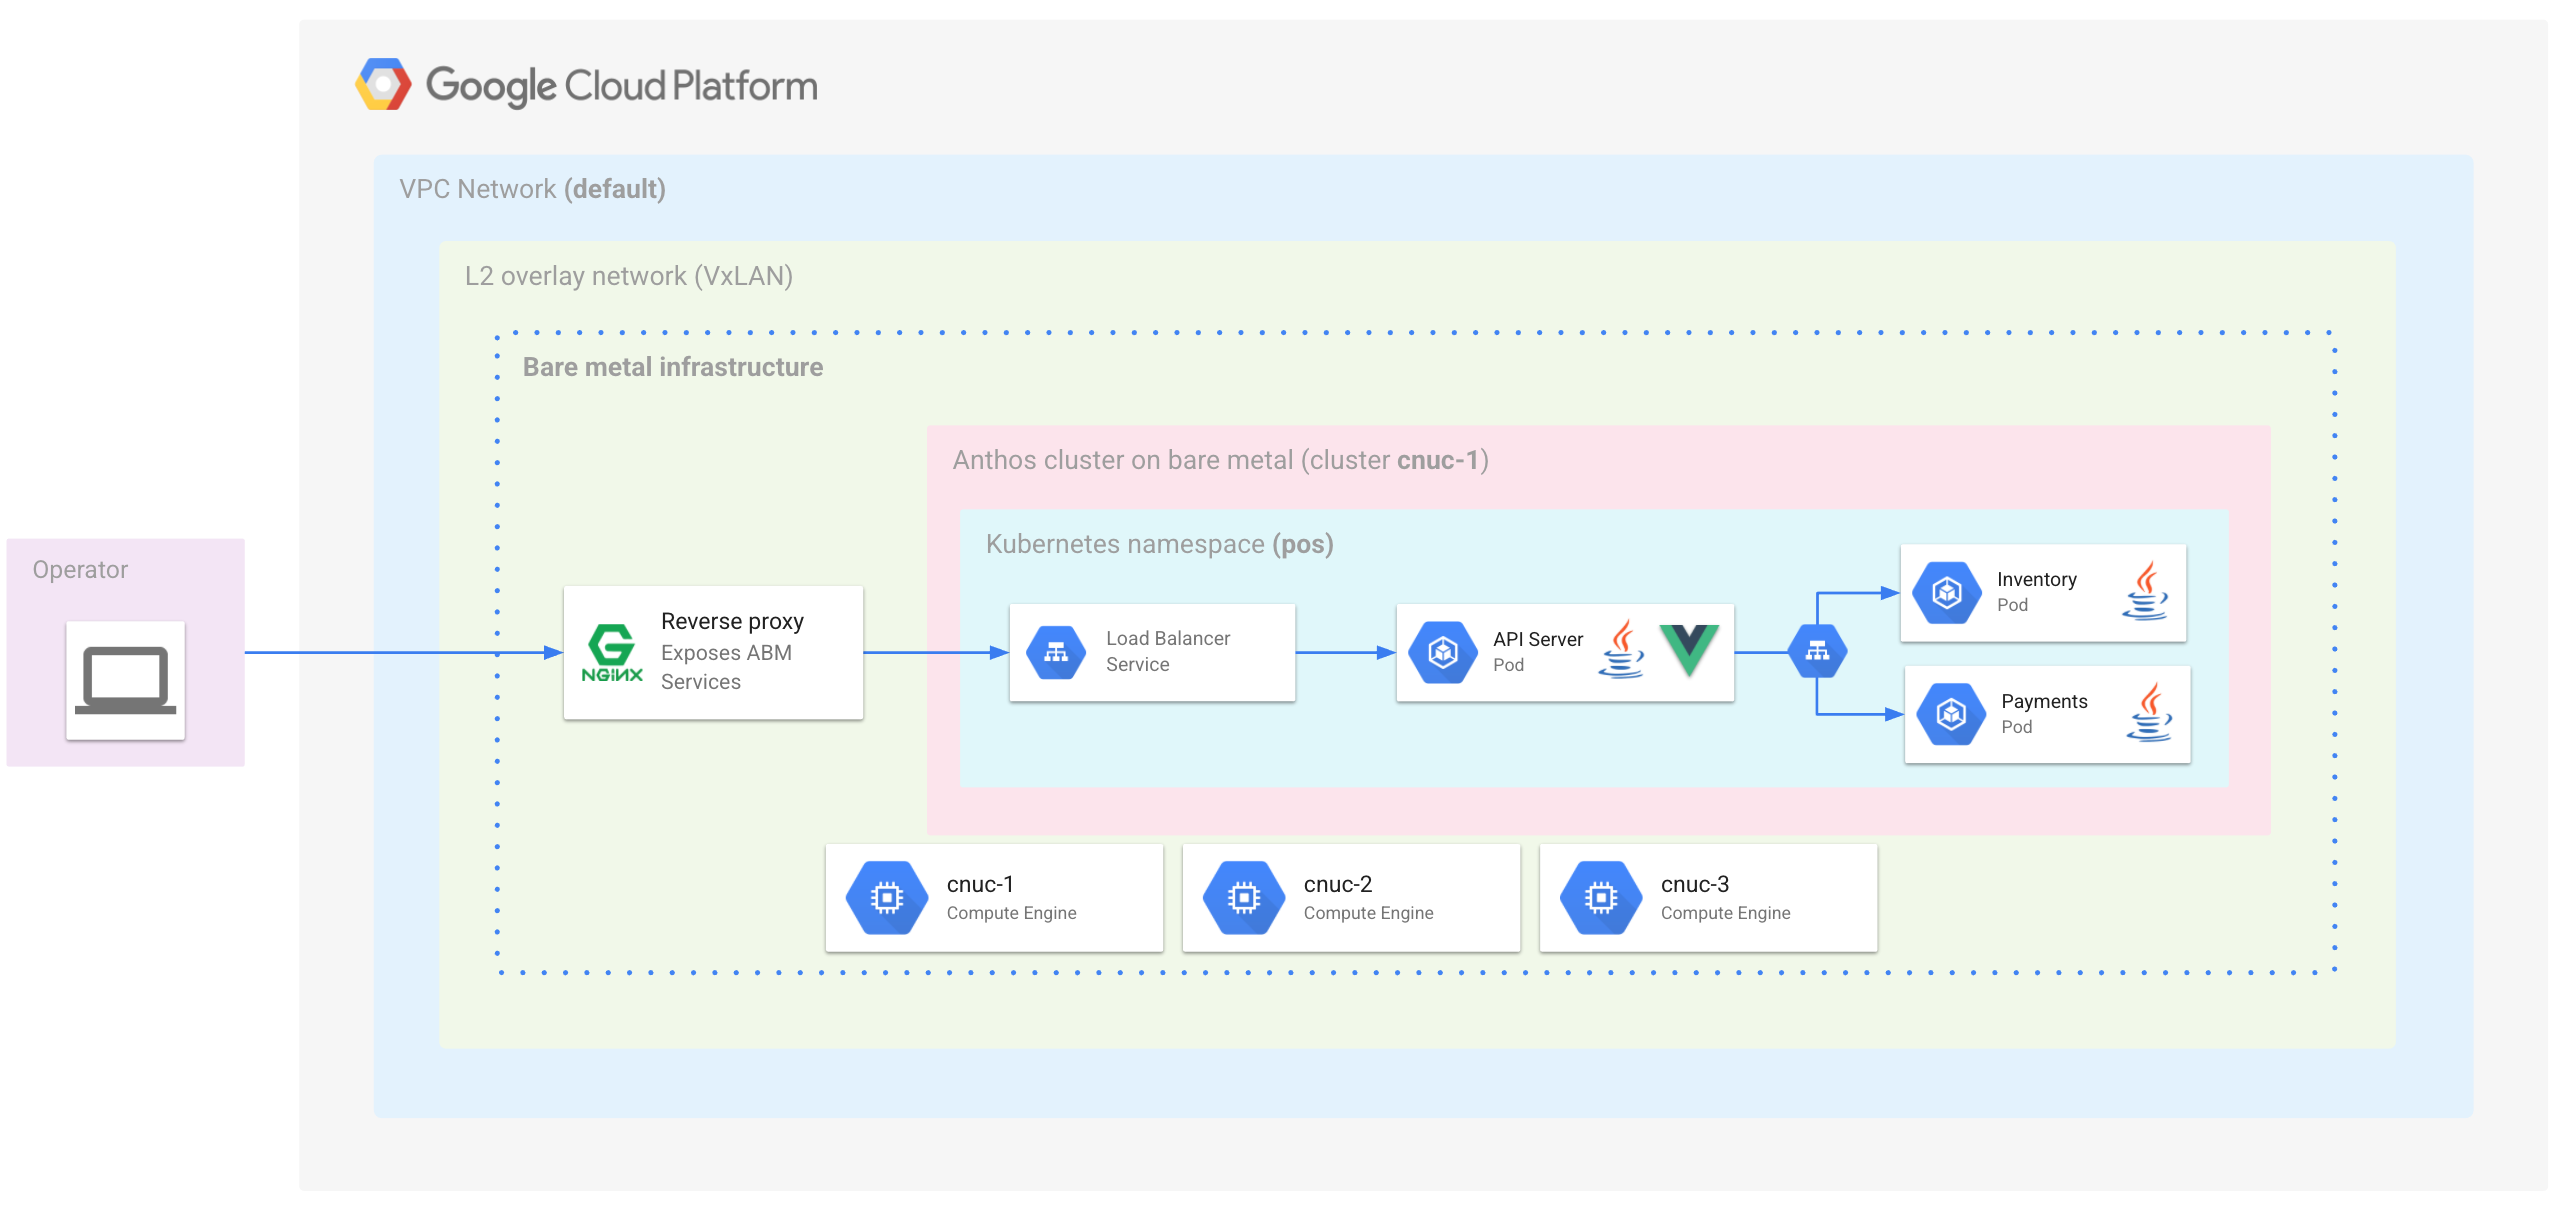 Google Cloud Platform
VPC Network (default)
L2 overlay network (VxLAN)
Bare metal infrastructure
Anthos cluster on bare metal (cluster cnuc-1)
Kubernetes namespace (pos)
Operator
NGINX
Reverse proxy
Exposes ABM
Services
Load Balancer
Service
API Server
Pod
Inventory
Pod
Payments
Pod
cnuc-1
Compute Engine
cnuc-2
Compute Engine
cnuc-3
Compute Engine